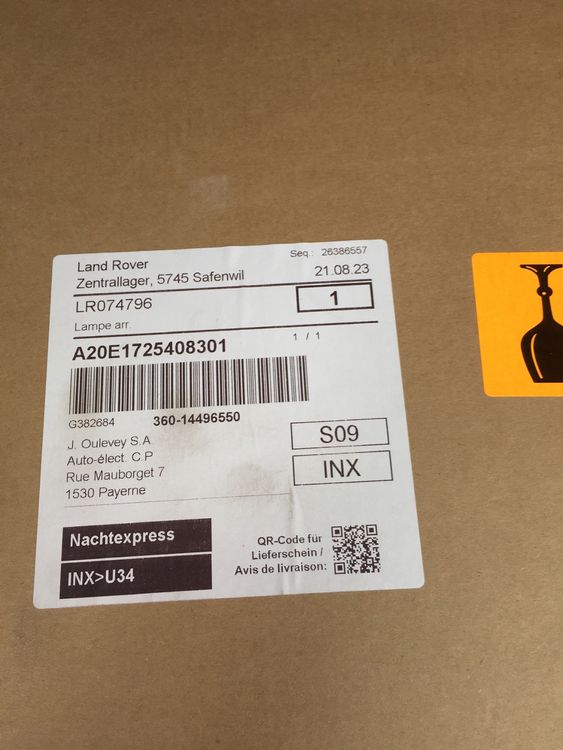 Land Rover
Seq.: 26386557
Zentrallager, 5745 Safenwil
21.08.23
LR074796
1
Lampe arr.
1 / 1
A20E1725408301
G382684
360-14496550
J. Oulevey S.A.
Auto-élect. C.P
Rue Mauborget 7
1530 Payerne
S09
INX
Nachtexpress
INX>U34
QR-Code für
Lieferschein /
Avis de livraison: